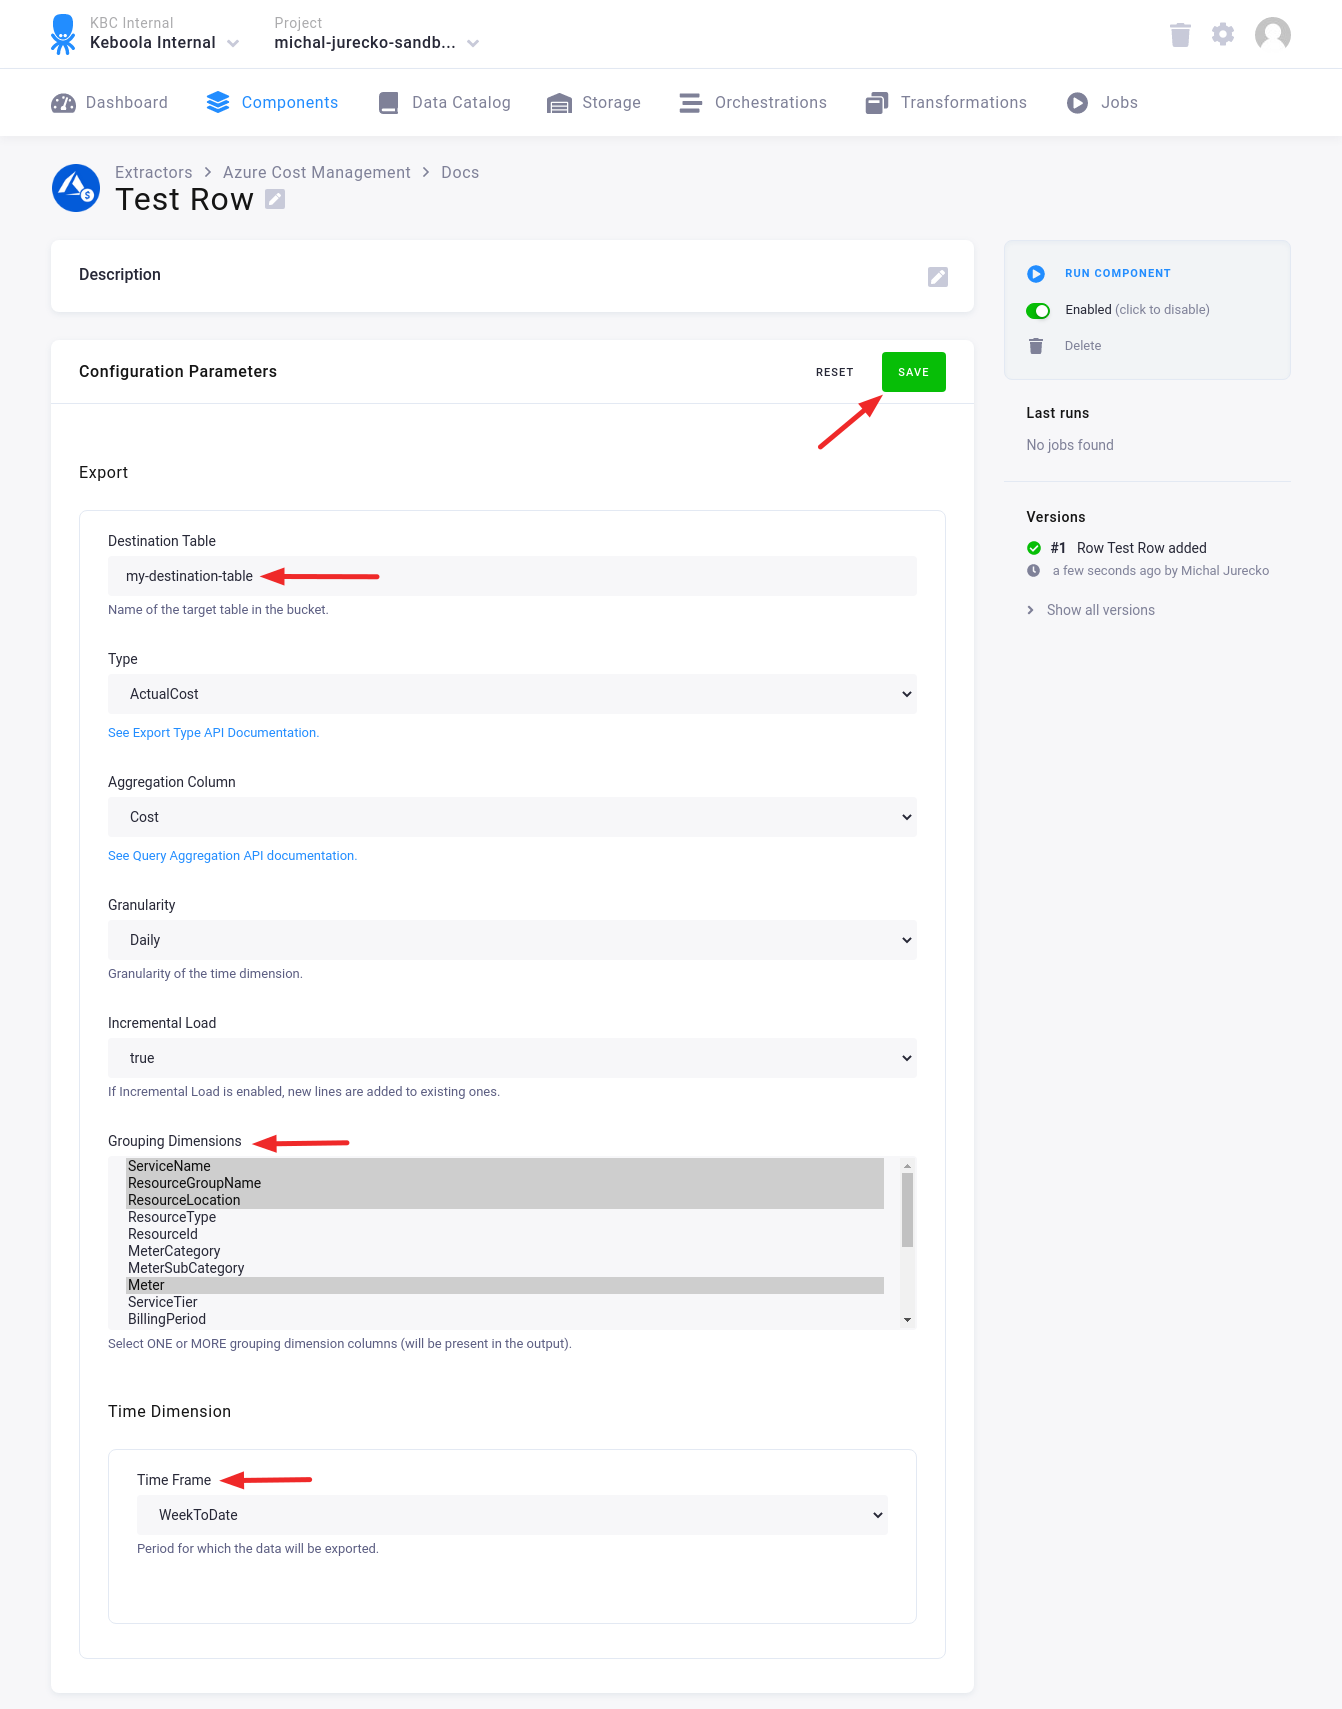 KBC Internal
Keboola Internal
Project
michal-jurecko-sandb...
Dashboard
Components
Data Catalog
Storage
Orchestrations
Transformations
Jobs
Extractors > Azure Cost Management > Docs
Test Row
Description
Configuration Parameters
RESET
SAVE
Export
Destination Table
my-destination-table
Name of the target table in the bucket.
Type
ActualCost
See Export Type API Documentation.
Aggregation Column
Cost
See Query Aggregation API documentation.
Granularity
Daily
Granularity of the time dimension.
Incremental Load
true
If Incremental Load is enabled, new lines are added to existing ones.
Grouping Dimensions
ServiceName
ResourceGroupName
ResourceLocation
ResourceType
ResourceId
MeterCategory
MeterSubCategory
Meter
ServiceTier
BillingPeriod
Select ONE or MORE grouping dimension columns (will be present in the output).
Time Dimension
Time Frame
WeekToDate
Period for which the data will be exported.
RUN COMPONENT
Enabled (click to disable)
Delete
Last runs
No jobs found
Versions
#1 Row Test Row added
a few seconds ago by Michal Jurecko
Show all versions